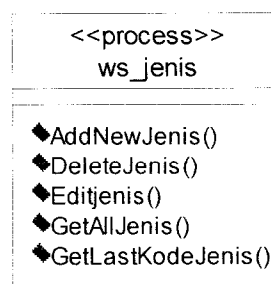 <<process>>
ws_jenis
AddNewJenis()
DeleteJenis()
Editjenis()
GetAllJenis()
GetLastKodeJenis()